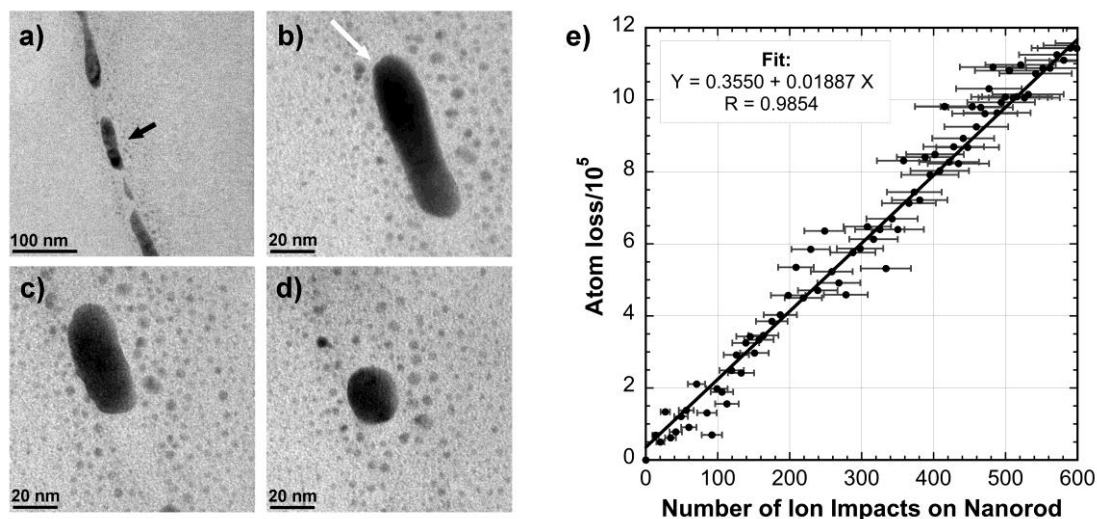 a)
100 nm
b)
20 nm
c)
20 nm
d)
20 nm
e)
Atom loss/10⁵
12
10
8
6
4
2
0
Fit:
Y = 0.3550 + 0.01887 X
R = 0.9854
0 100 200 300 400 500 600
Number of Ion Impacts on Nanorod